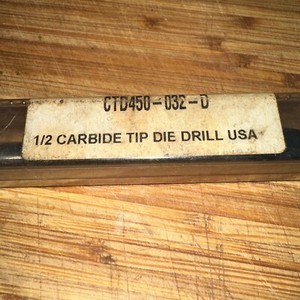 CTD450-032-D
1/2 CARBIDE TIP DIE DRILL USA